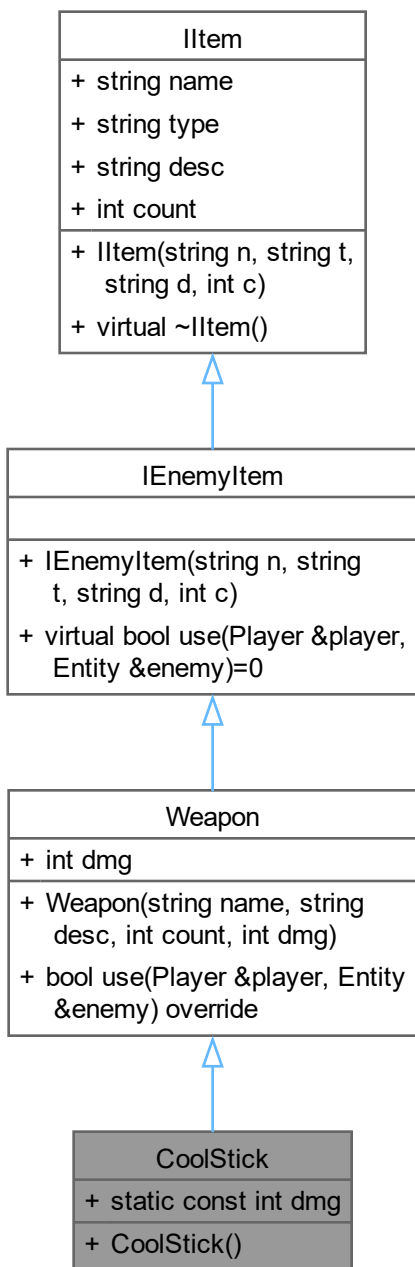 IItem
+ string name
+ string type
+ string desc
+ int count
+ IItem(string n, string t,
string d, int c)
+ virtual ~IItem()
IEnemyItem
+ IEnemyItem(string n, string
t, string d, int c)
+ virtual bool use(Player &player,
Entity &enemy)=0
Weapon
+ int dmg
+ Weapon(string name, string
desc, int count, int dmg)
+ bool use(Player &player, Entity
&enemy) override
CoolStick
+ static const int dmg
+ CoolStick()